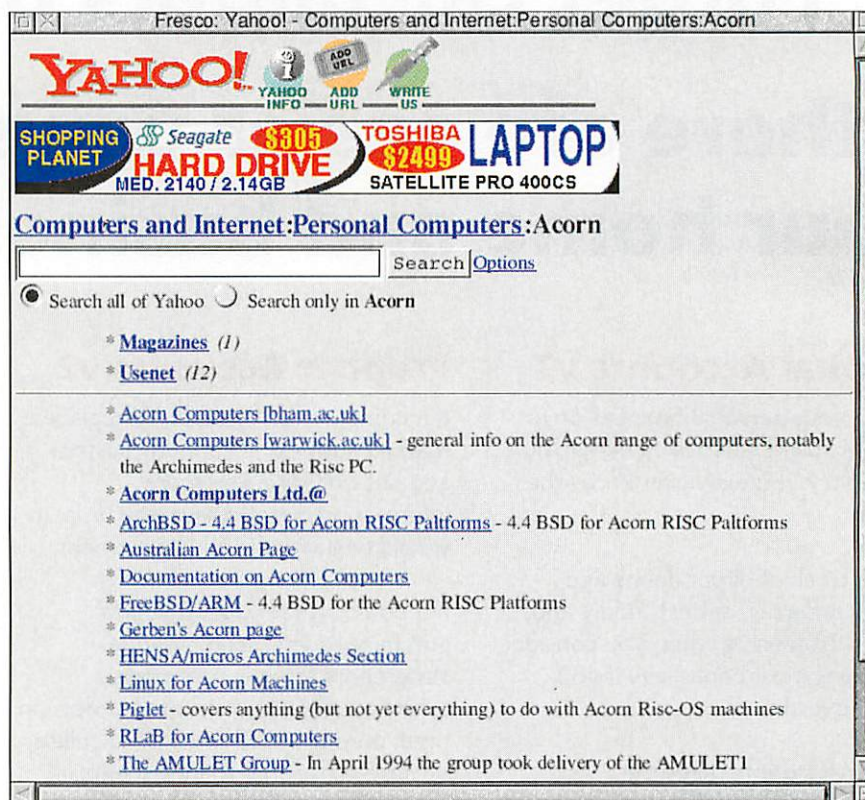 Fresco: Yahoo! - Computers and Internet:Personal Computers:Acorn
YAHOO!
YAHOO INFO
ADD URL
ADD URL
WRITE US
SHOPPING PLANET
Seagate $305
HARD DRIVE
MED. 2140 / 2.14GB
TOSHIBA
$2499
LAPTOP
SATELLITE PRO 400CS
Computers and Internet:Personal Computers:Acorn
Search Options
Search all of Yahoo Search only in Acorn
* Magazines (1)
* Usenet (12)
* Acorn Computers [bham.ac.uk]
* Acorn Computers [warwick.ac.uk] - general info on the Acorn range of computers, notably
the Archimedes and the Risc PC.
* Acorn Computers Ltd.@
* ArchBSD - 4.4 BSD for Acorn RISC Paltforms - 4.4 BSD for Acorn RISC Paltforms
* Australian Acorn Page
* Documentation on Acorn Computers
* FreeBSD/ARM - 4.4 BSD for the Acorn RISC Platforms
* Gerben's Acorn page
* HENSA/micros Archimedes Section
* Linux for Acorn Machines
* Piglet - covers anything (but not yet everything) to do with Acorn Risc-OS machines
* RLaB for Acorn Computers
* The AMULET Group - In April 1994 the group took delivery of the AMULET1